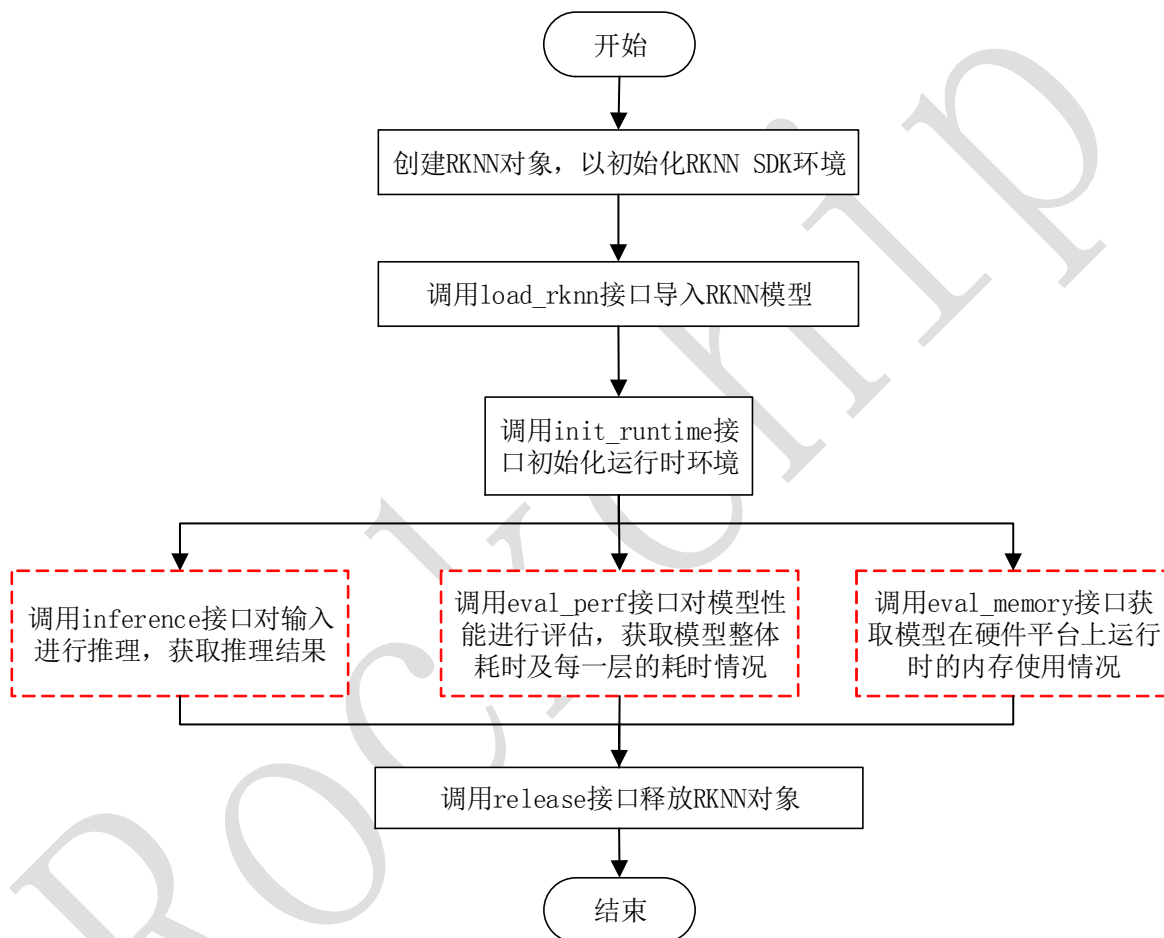 开始
创建RKNN对象，以初始化RKNN SDK环境
调用load_rknn接口导入RKNN模型
调用init_runtime接
口初始化运行时环境
调用inference接口对输入
进行推理，获取推理结果
调用eval_perf接口对模型性
能进行评估，获取模型整体
耗时及每一层的耗时情况
调用eval_memory接口获
取模型在硬件平台上运行
时的内存使用情况
调用release接口释放RKNN对象
结束
Rockchip